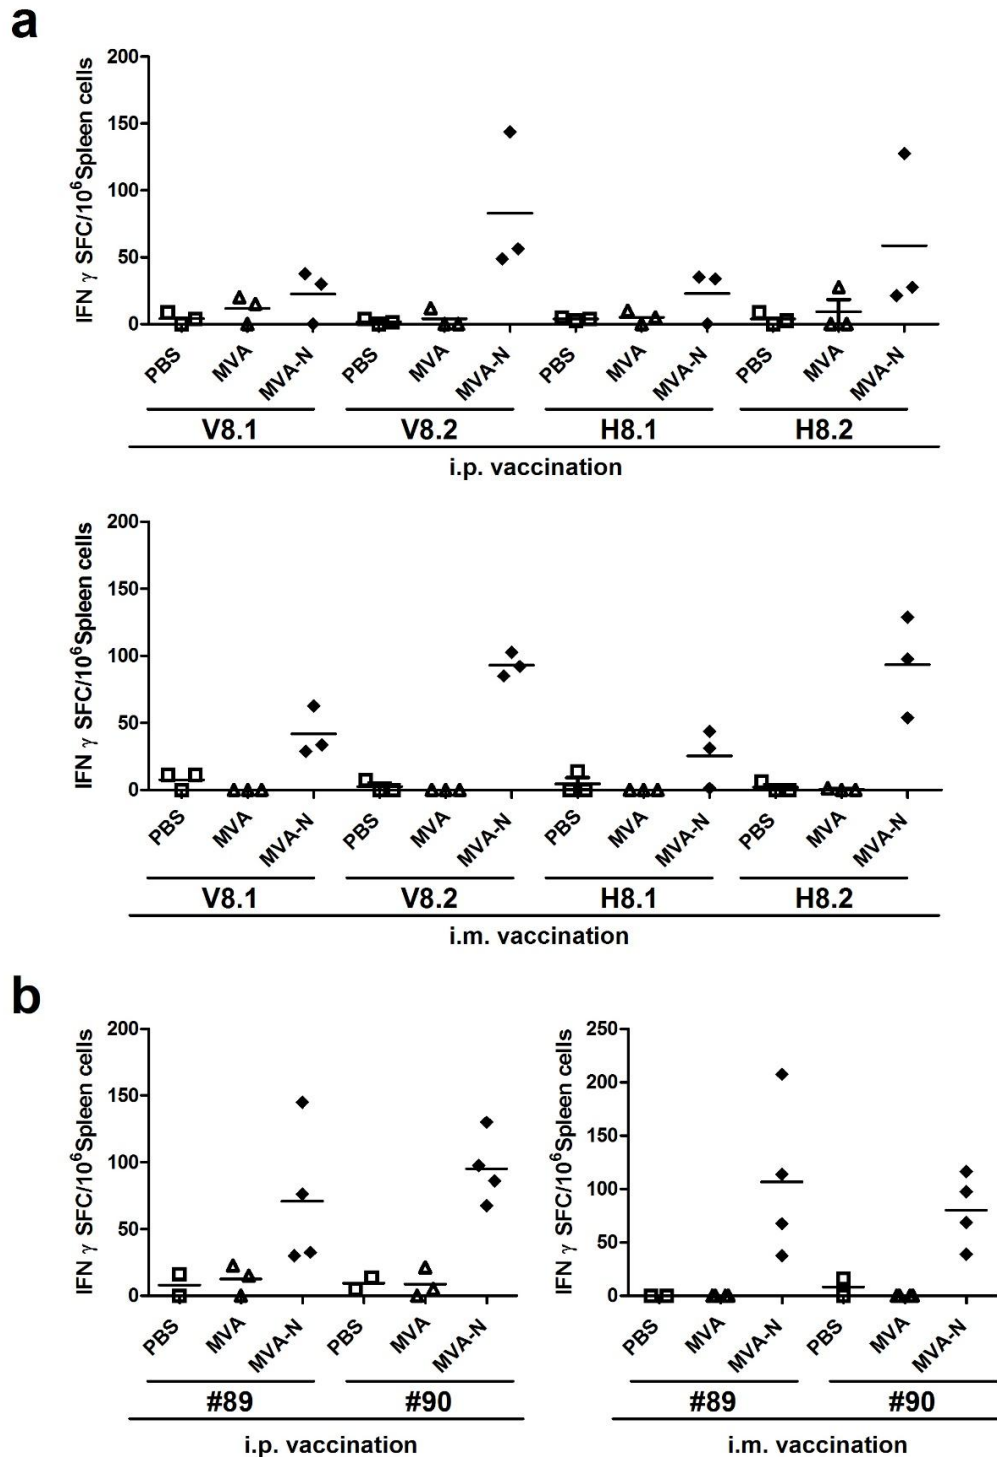 a
IFN γ SFC/10⁶Spleen cells
200
150
100
50
0
PBS MVA MVA-N PBS MVA MVA-N PBS MVA MVA-N PBS MVA MVA-N
V8.1 V8.2 H8.1 H8.2
i.p. vaccination
IFN γ SFC/10⁶Spleen cells
200
150
100
50
0
PBS MVA MVA-N PBS MVA MVA-N PBS MVA MVA-N PBS MVA MVA-N
V8.1 V8.2 H8.1 H8.2
i.m. vaccination
b
IFN γ SFC/10⁶Spleen cells
200
150
100
50
0
PBS MVA MVA-N PBS MVA MVA-N
#89 #90
i.p. vaccination
IFN γ SFC/10⁶Spleen cells
250
200
150
100
50
0
PBS MVA MVA-N PBS MVA MVA-N
#89 #90
i.m. vaccination